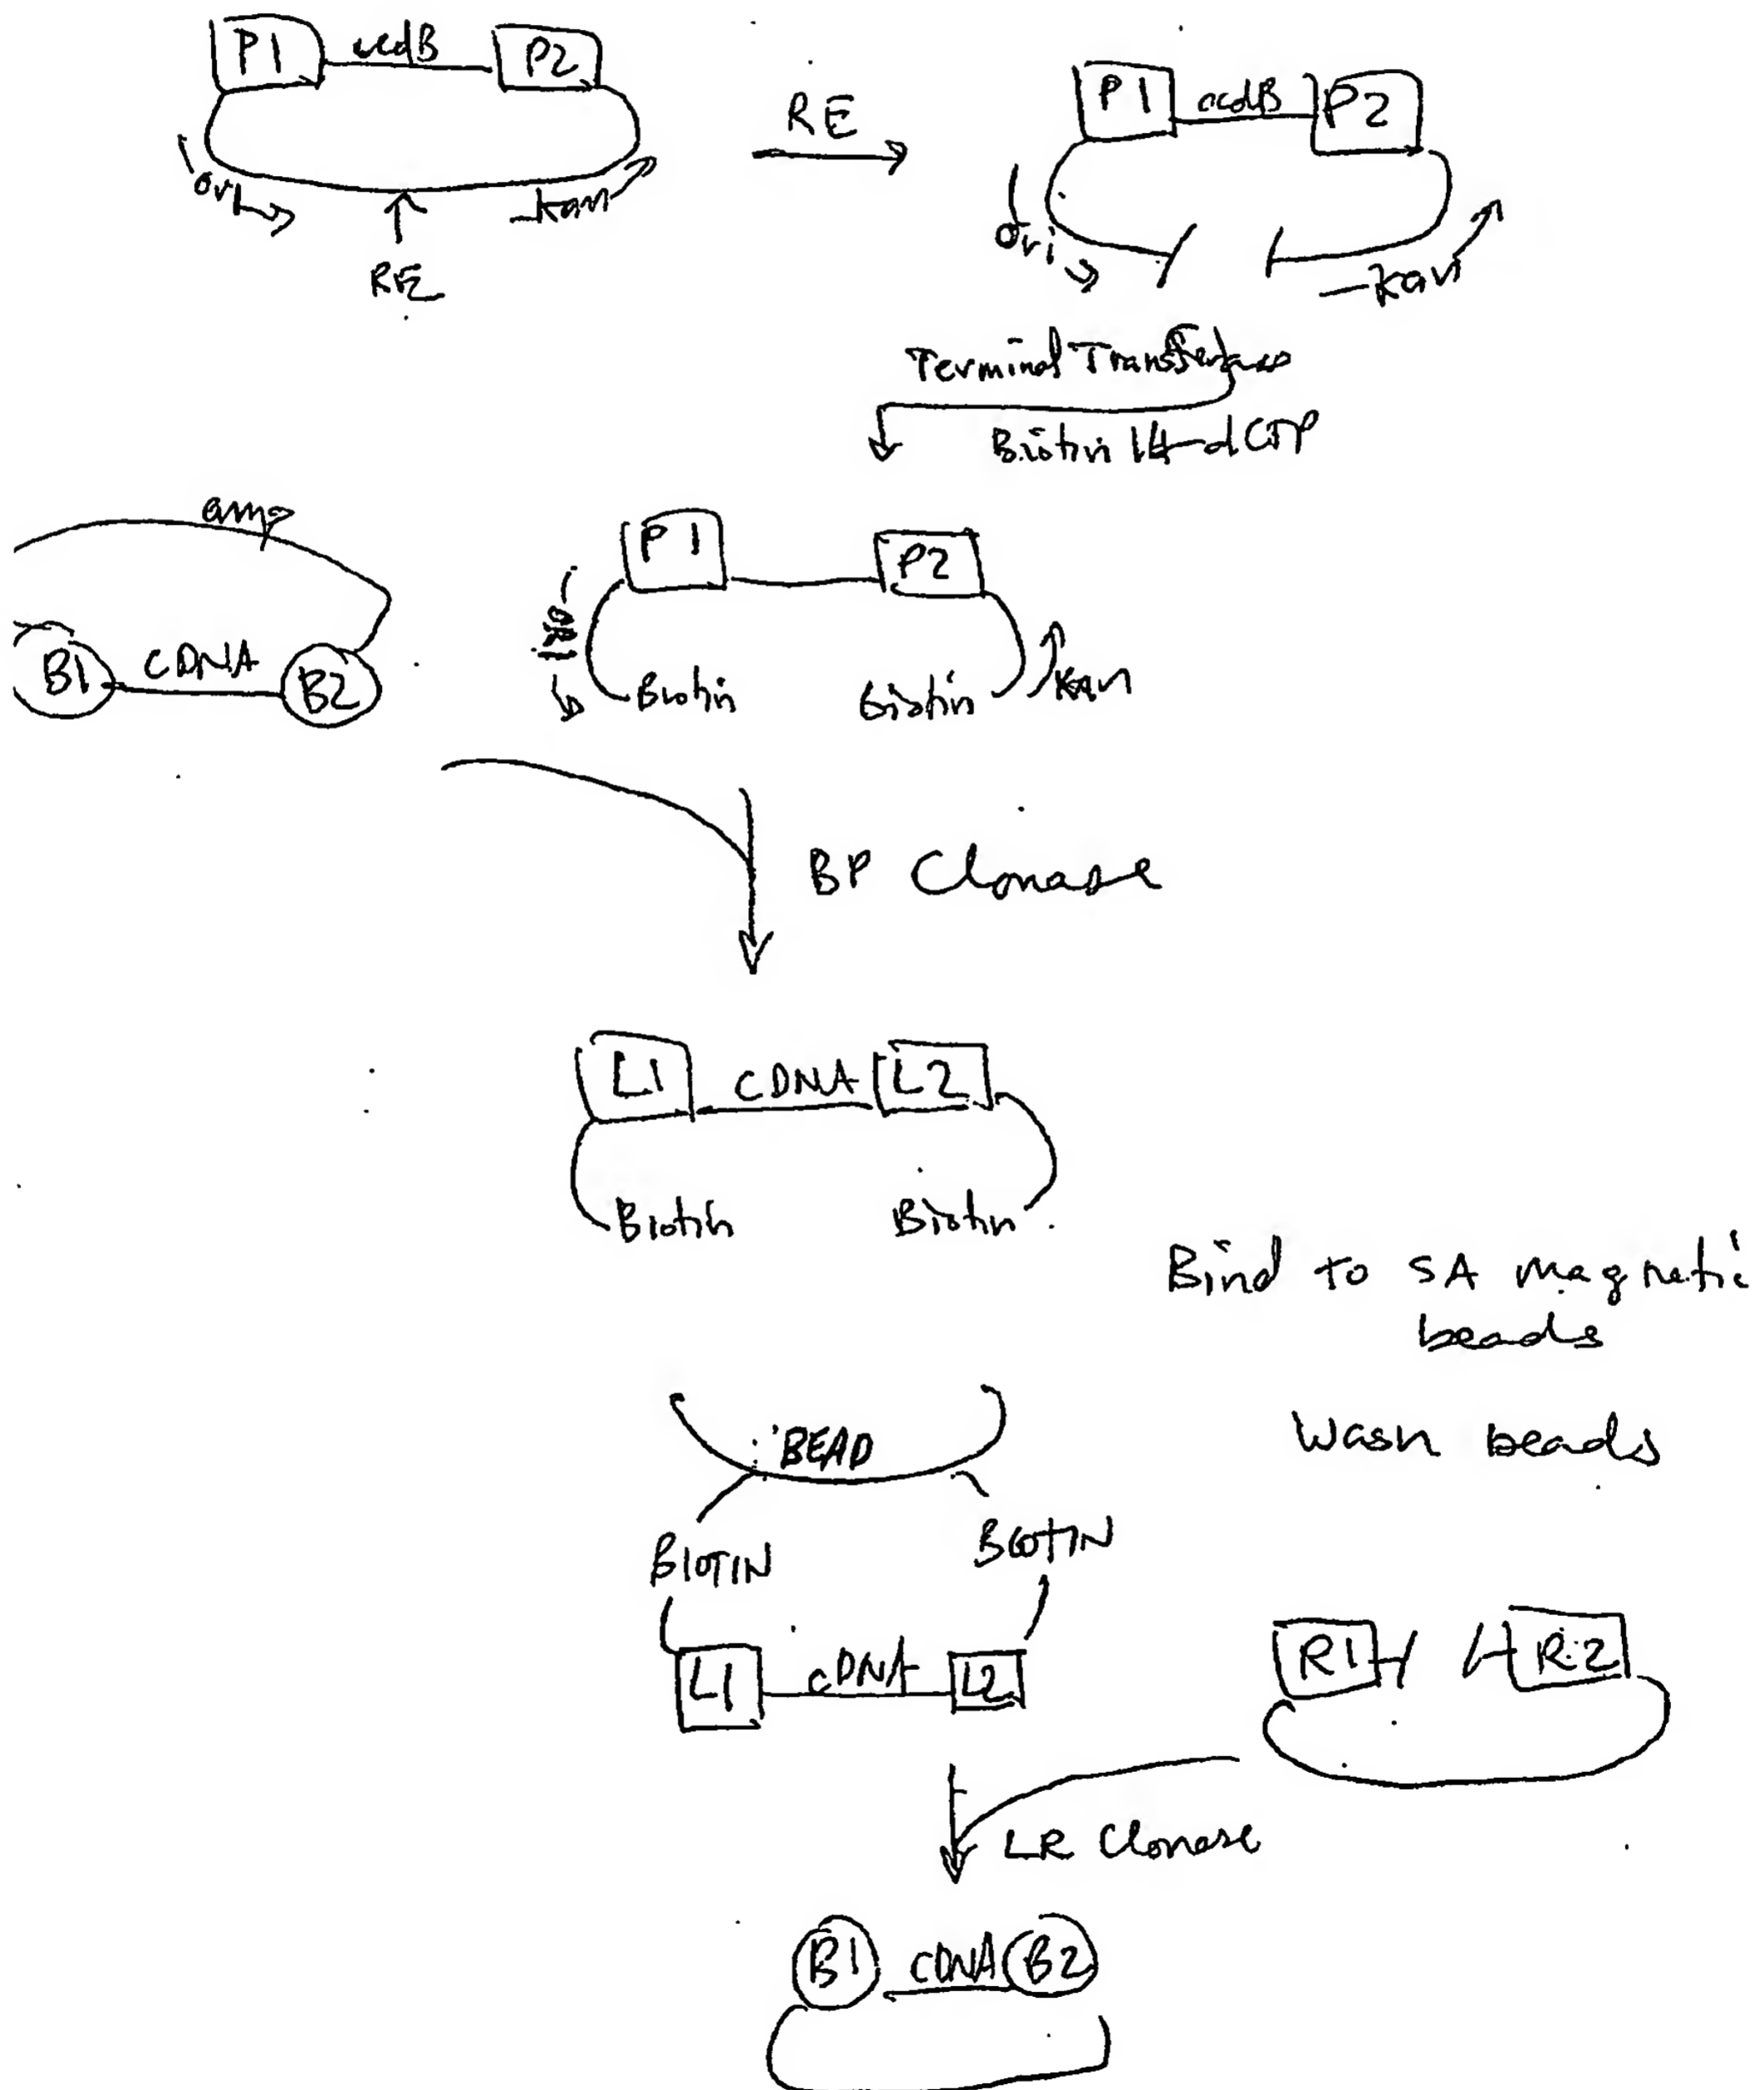 P1 ccdB P2
RE
P1 ccdB P2
ori
kan
RE
ori
kan
Terminal Transferase
Biotin 14-dCTP
amp
P1
P2
B1 cDNA B2
Biotin
Biotin
kan
BP Clonase
L1 cDNA L2
Biotin
Biotin
Bind to SA magnetic
beads
BEAD
Wash beads
BIOTIN
BIOTIN
L1 cDNA L2
R1
R2
LR Clonase
B1 cDNA B2